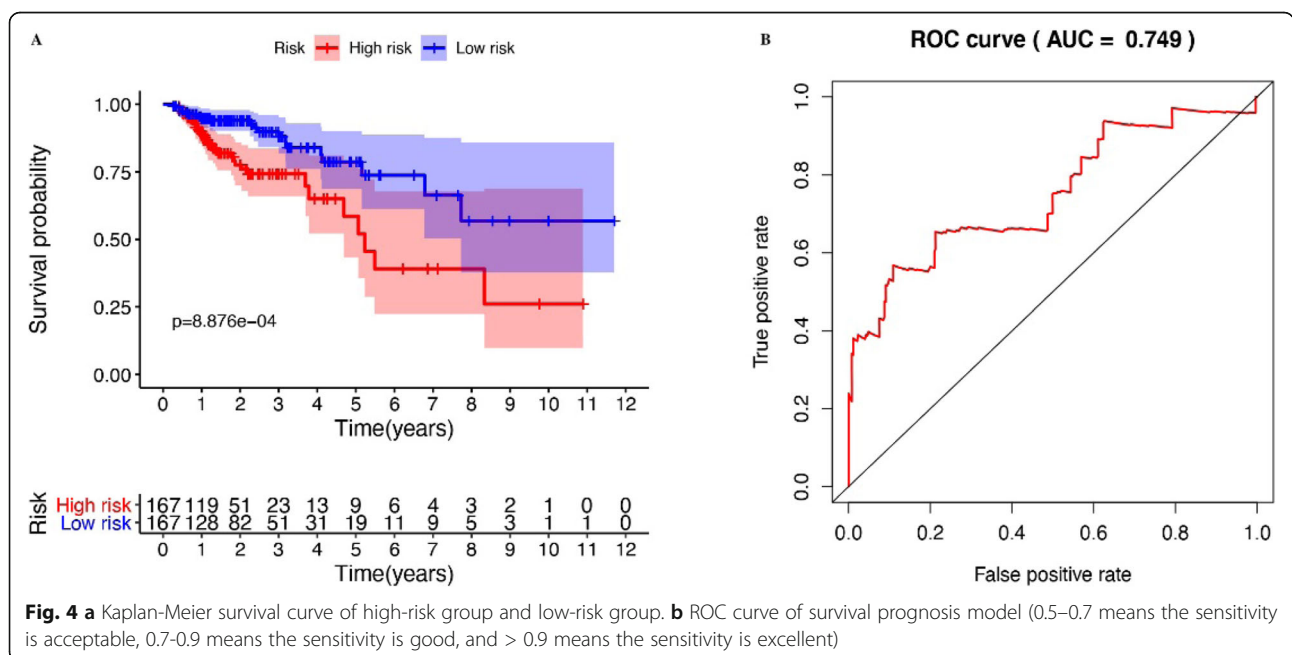 A
Risk High risk Low risk
Survival probability
1.00
0.75
0.50
0.25
0.00
p=8.876e−04
0 1 2 3 4 5 6 7 8 9 10 11 12
Time(years)
Risk
High risk 167 119 51 23 13 9 6 4 3 2 1 0 0
Low risk 167 128 82 51 31 19 11 9 5 3 1 1 0
0 1 2 3 4 5 6 7 8 9 10 11 12
Time(years)
B
ROC curve ( AUC = 0.749 )
True positive rate
1.0
0.8
0.6
0.4
0.2
0.0
0.0 0.2 0.4 0.6 0.8 1.0
False positive rate
Fig. 4 a Kaplan-Meier survival curve of high-risk group and low-risk group. b ROC curve of survival prognosis model (0.5–0.7 means the sensitivity
is acceptable, 0.7-0.9 means the sensitivity is good, and > 0.9 means the sensitivity is excellent)